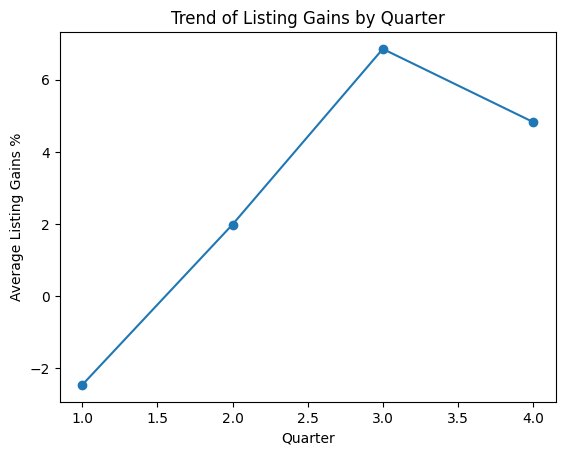 Trend of Listing Gains by Quarter
Average Listing Gains %
6
4
2
0
−2
1.0 1.5 2.0 2.5 3.0 3.5 4.0
Quarter